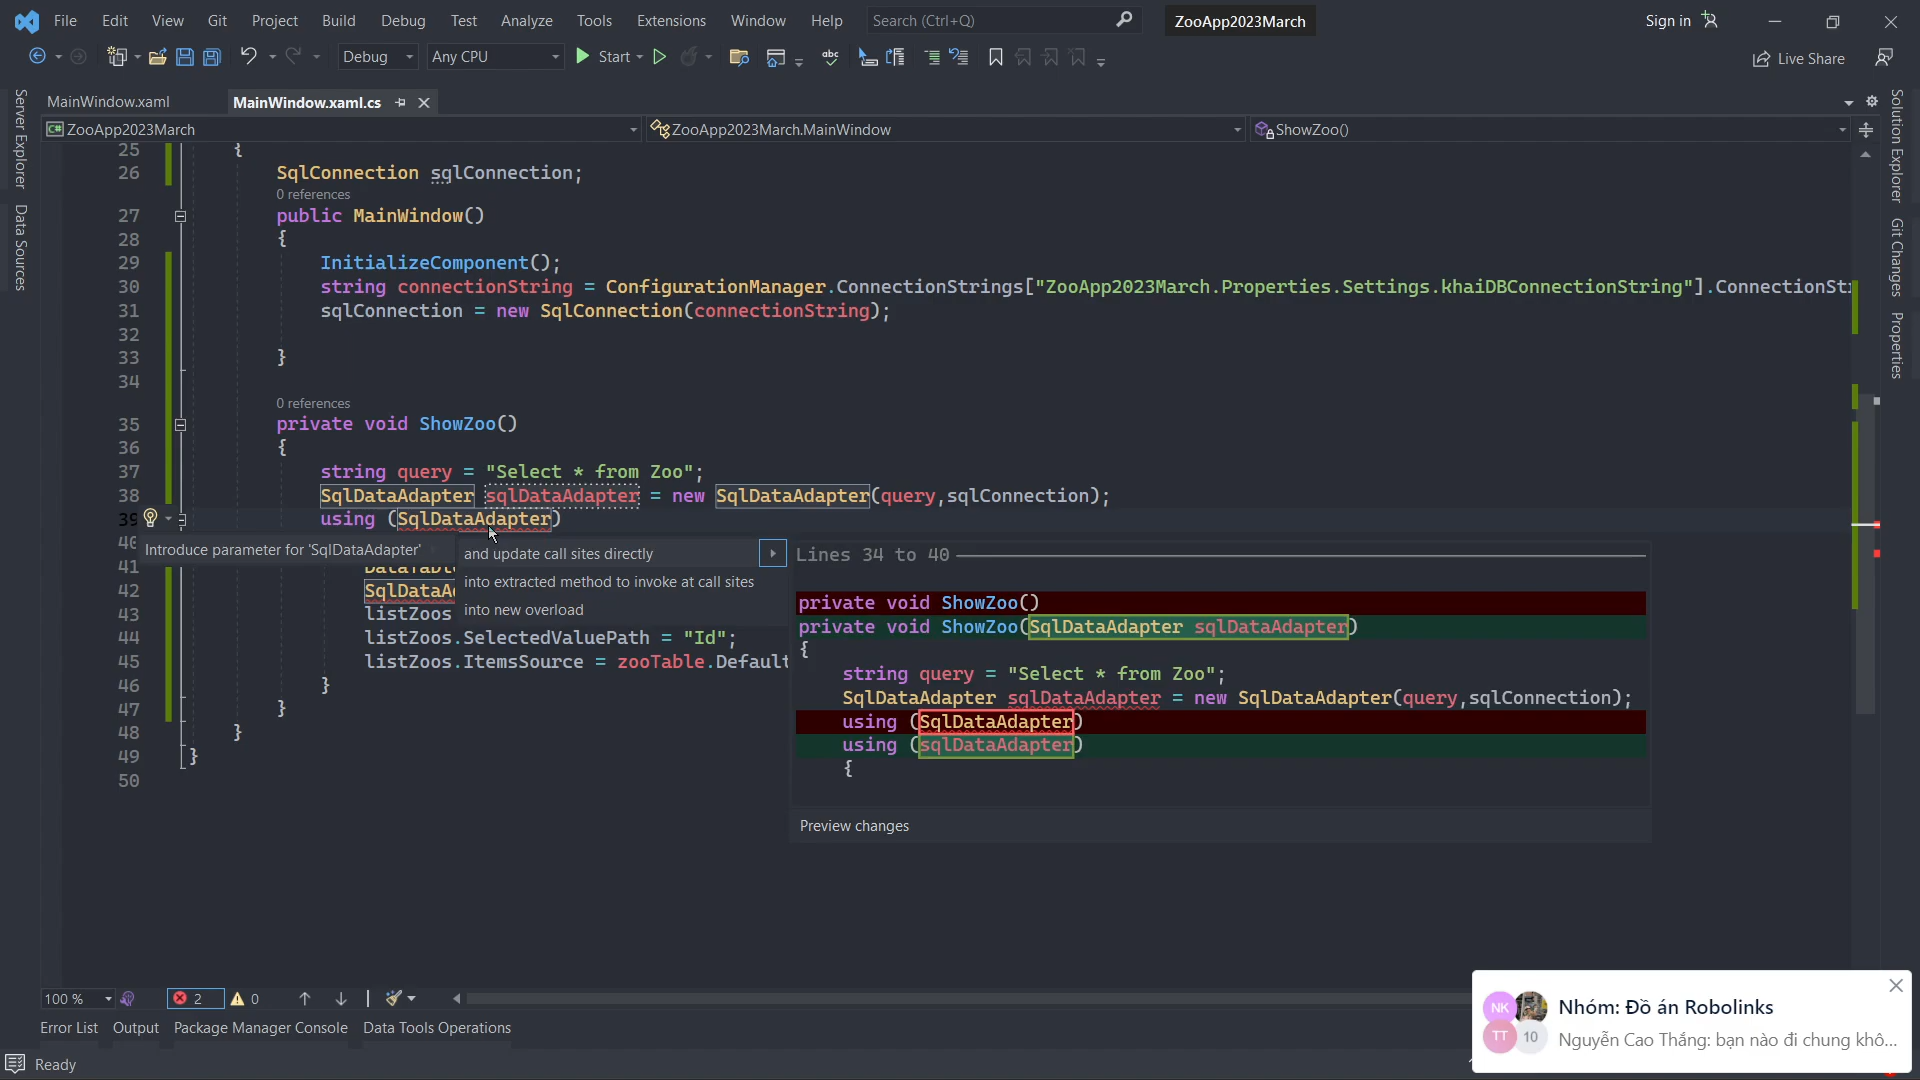 File Edit View Git Project Build Debug Test Analyze Tools Extensions Window Help Search (Ctrl+Q) ZooApp2023March Sign in
Debug Any CPU Start abc Live Share
MainWindow.xaml MainWindow.xaml.cs
C# ZooApp2023March ZooApp2023March.MainWindow ShowZoo()
Server Explorer
Data Sources
Solution Explorer
Git Changes
Properties
25 {
26 SqlConnection sqlConnection;
0 references
27 public MainWindow()
28 {
29 InitializeComponent();
30 string connectionString = ConfigurationManager.ConnectionStrings["ZooApp2023March.Properties.Settings.khaiDBConnectionString"].ConnectionSt
31 sqlConnection = new SqlConnection(connectionString);
32
33 }
34
0 references
35 private void ShowZoo()
36 {
37 string query = "Select * from Zoo";
38 SqlDataAdapter sqlDataAdapter = new SqlDataAdapter(query,sqlConnection);
39 using (SqlDataAdapter)
40
Introduce parameter for 'SqlDataAdapter'
and update call sites directly
into extracted method to invoke at call sites
into new overload
41
42 SqlDataA
43 listZoos
44 listZoos.SelectedValuePath = "Id";
45 listZoos.ItemsSource = zooTable.Default
46 }
47 }
48 }
49 }
50
Lines 34 to 40
private void ShowZoo()
private void ShowZoo(SqlDataAdapter sqlDataAdapter)
{
string query = "Select * from Zoo";
SqlDataAdapter sqlDataAdapter = new SqlDataAdapter(query,sqlConnection);
using (SqlDataAdapter)
using (sqlDataAdapter)
{
Preview changes
100 % 2 0
Error List Output Package Manager Console Data Tools Operations
Ready
NK
TT 10
Nhóm: Đồ án Robolinks
Nguyễn Cao Thắng: bạn nào đi chung khô...